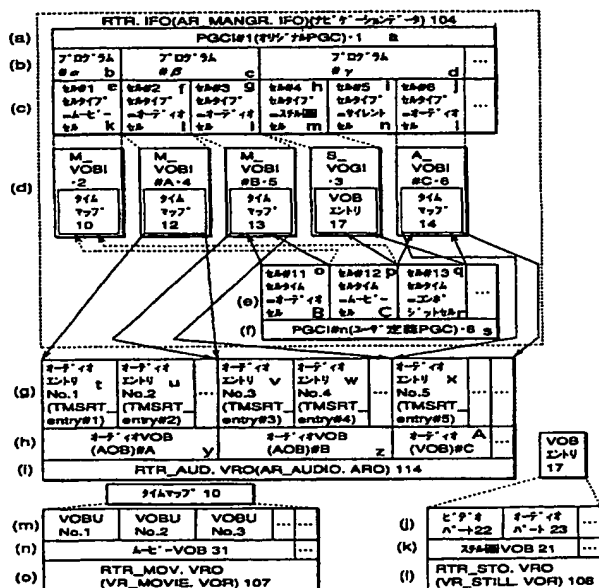 RTR. IFO(AR_MANGR. IFO)(ナビゲーションデータ) 104
(a) PGCI#1(オリジナルPGC)・1 a
(b) プログラム #α b プログラム #β c プログラム #γ d ...
(c) セル#1 e セルタイプ =ムービーセル k
セル#2 f セルタイプ =オーディオセル l
セル#3 g セルタイプ =オーディオセル l
セル#4 h セルタイプ =スチル画セル m
セル#5 i セルタイプ =サイレントセル n
セル#6 j セルタイプ =オーディオセル l
...
(d) M_VOBI ・2 タイムマップ 10
M_VOBI #A・4 タイムマップ 12
M_VOBI #B・5 タイムマップ 13
S_VOGI ・3 VOBエントリ 17
A_VOBI #C・6 タイムマップ 14
(e) セル#11 o セルタイム =オーディオセル B
セル#12 p セルタイム =ムービーセル C
セル#13 q セルタイム =コンポジットセル r
...
(f) PGCI#n(ユーザ定義PGC)・8 s
(g) オーディオエントリ t No.1 (TMSRT_entry#1)
オーディオエントリ u No.2 (TMSRT_entry#2)
...
オーディオエントリ v No.3 (TMSRT_entry#3)
オーディオエントリ w No.4 (TMSRT_entry#4)
...
オーディオエントリ x No.5 (TMSRT_entry#5)
...
(h) オーディオVOB (AOB)#A y オーディオVOB (AOB)#B z オーディオ A (VOB)#C ...
(i) RTR_AUD. VRO(AR_AUDIO. ARO) 114
タイムマップ 10
(m) VOBU No.1 VOBU No.2 VOBU No.3 ... ...
(n) ムービーVOB 31 ...
(o) RTR_MOV. VRO (VR_MOVIE. VOR) 107
VOBエントリ 17
(j) ビデオパート22 オーディオパート 23 ...
(k) スチル画VOB 21 ...
(l) RTR_STO. VRO (VR_STILL VOR) 108